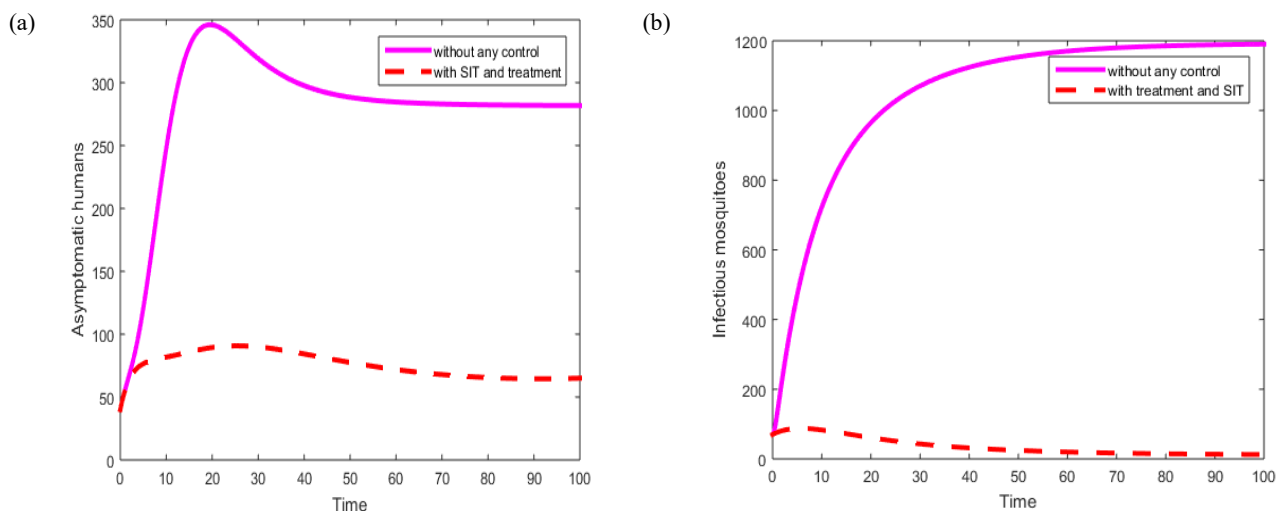 (a)
350
300
250
200
150
100
50
0
Asymptomatic humans
without any control
with SIT and treatment
0 10 20 30 40 50 60 70 80 90 100
Time
(b)
1200
1000
800
600
400
200
0
Infectious mosquitoes
without any control
with treatment and SIT
0 10 20 30 40 50 60 70 80 90 100
Time